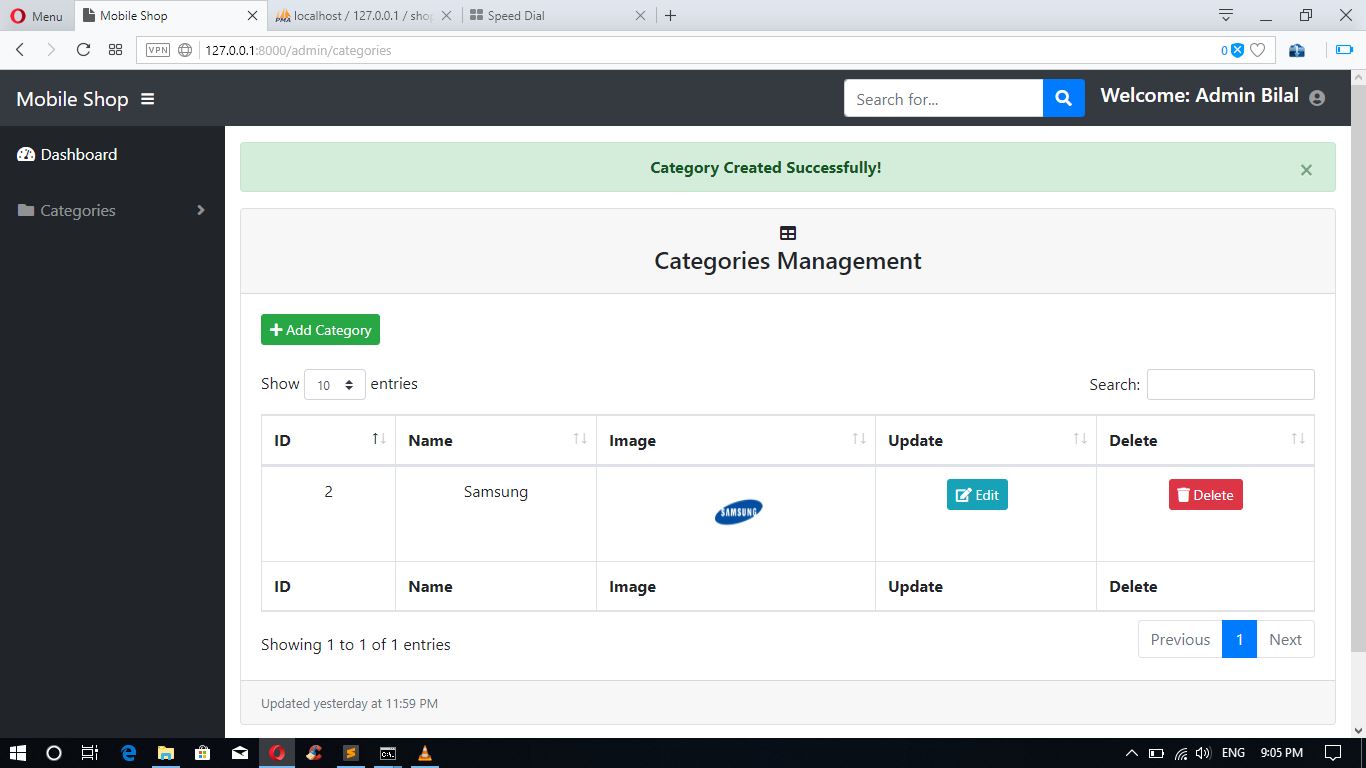 Menu
Mobile Shop
localhost / 127.0.0.1 / shop
Speed Dial
VPN
127.0.0.1:8000/admin/categories
0
Mobile Shop
Search for...
Welcome: Admin Bilal
Dashboard
Categories
Category Created Successfully!
×
Categories Management
Add Category
Show 10 entries
Search:
ID Name Image Update Delete
2 Samsung SAMSUNG Edit Delete
ID Name Image Update Delete
Showing 1 to 1 of 1 entries
Previous 1 Next
Updated yesterday at 11:59 PM
ENG
9:05 PM